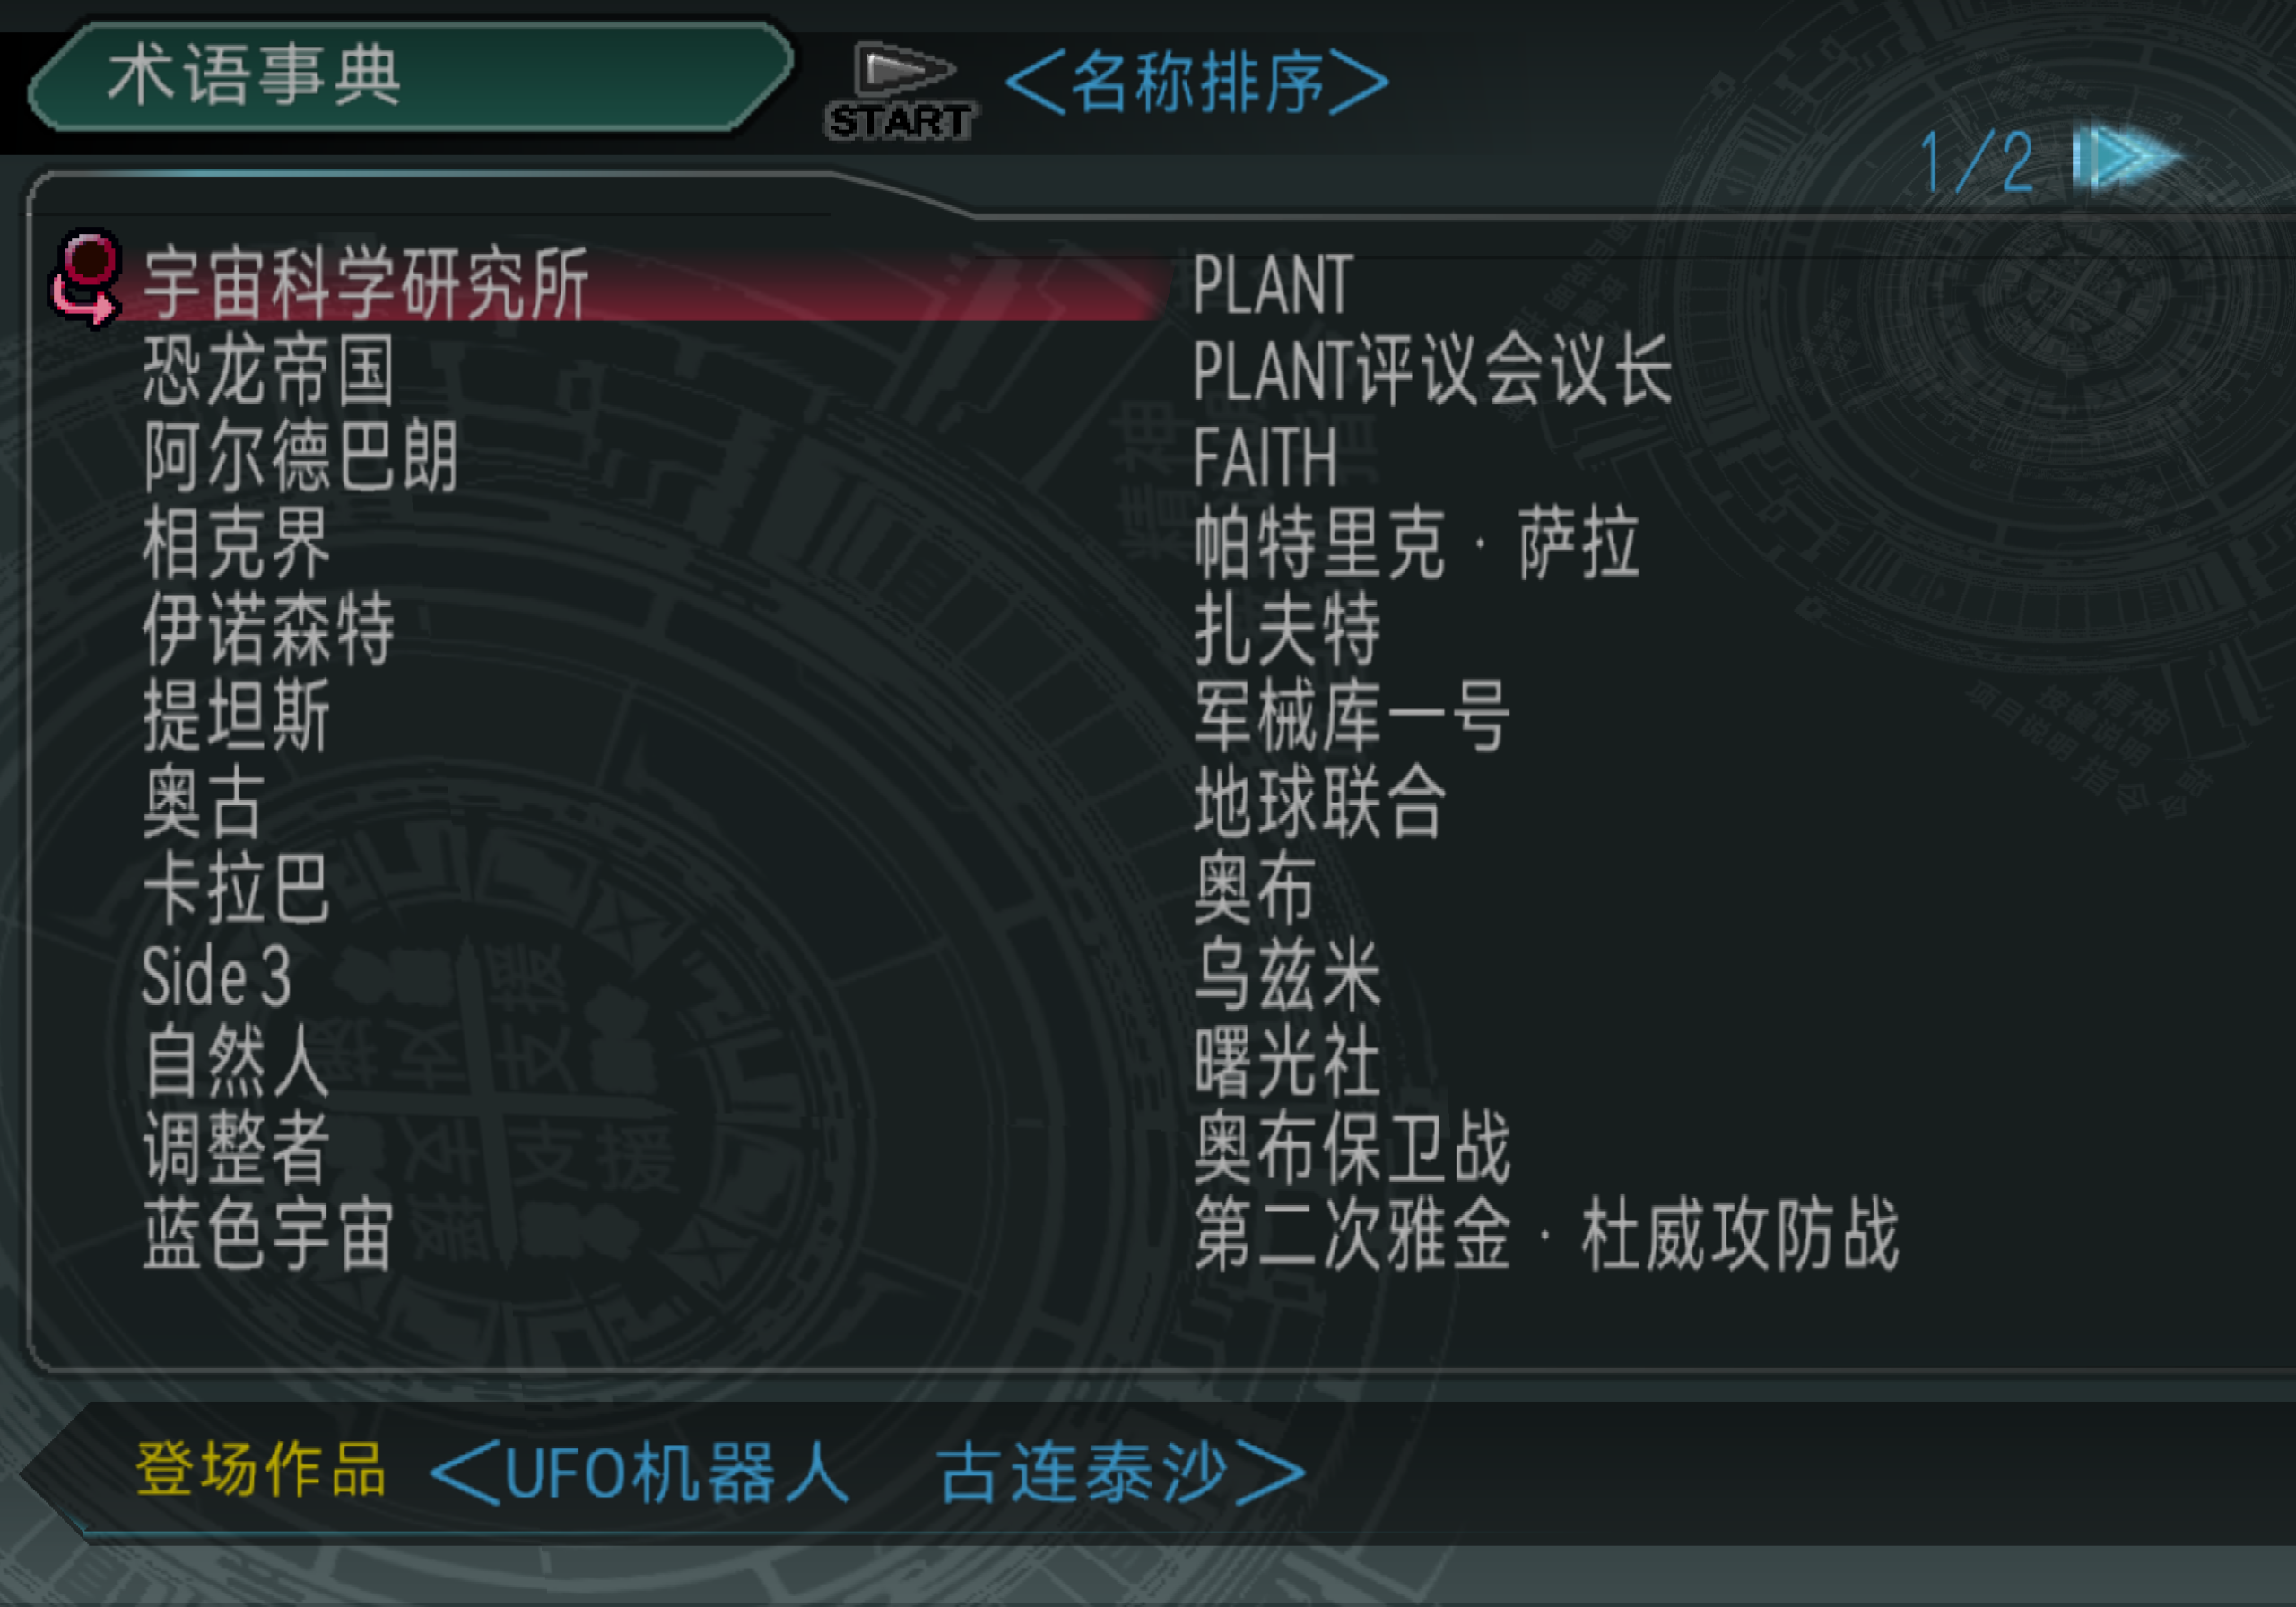 术语事典
START
<名称排序>
1/2
宇宙科学研究所
恐龙帝国
阿尔德巴朗
相克界
伊诺森特
提坦斯
奥古
卡拉巴
Side 3
自然人
调整者
蓝色宇宙
PLANT
PLANT评议会议长
FAITH
帕特里克·萨拉
扎夫特
军械库一号
地球联合
奥布
乌兹米
曙光社
奥布保卫战
第二次雅金·杜威攻防战
登场作品 <UFO机器人　古连泰沙>